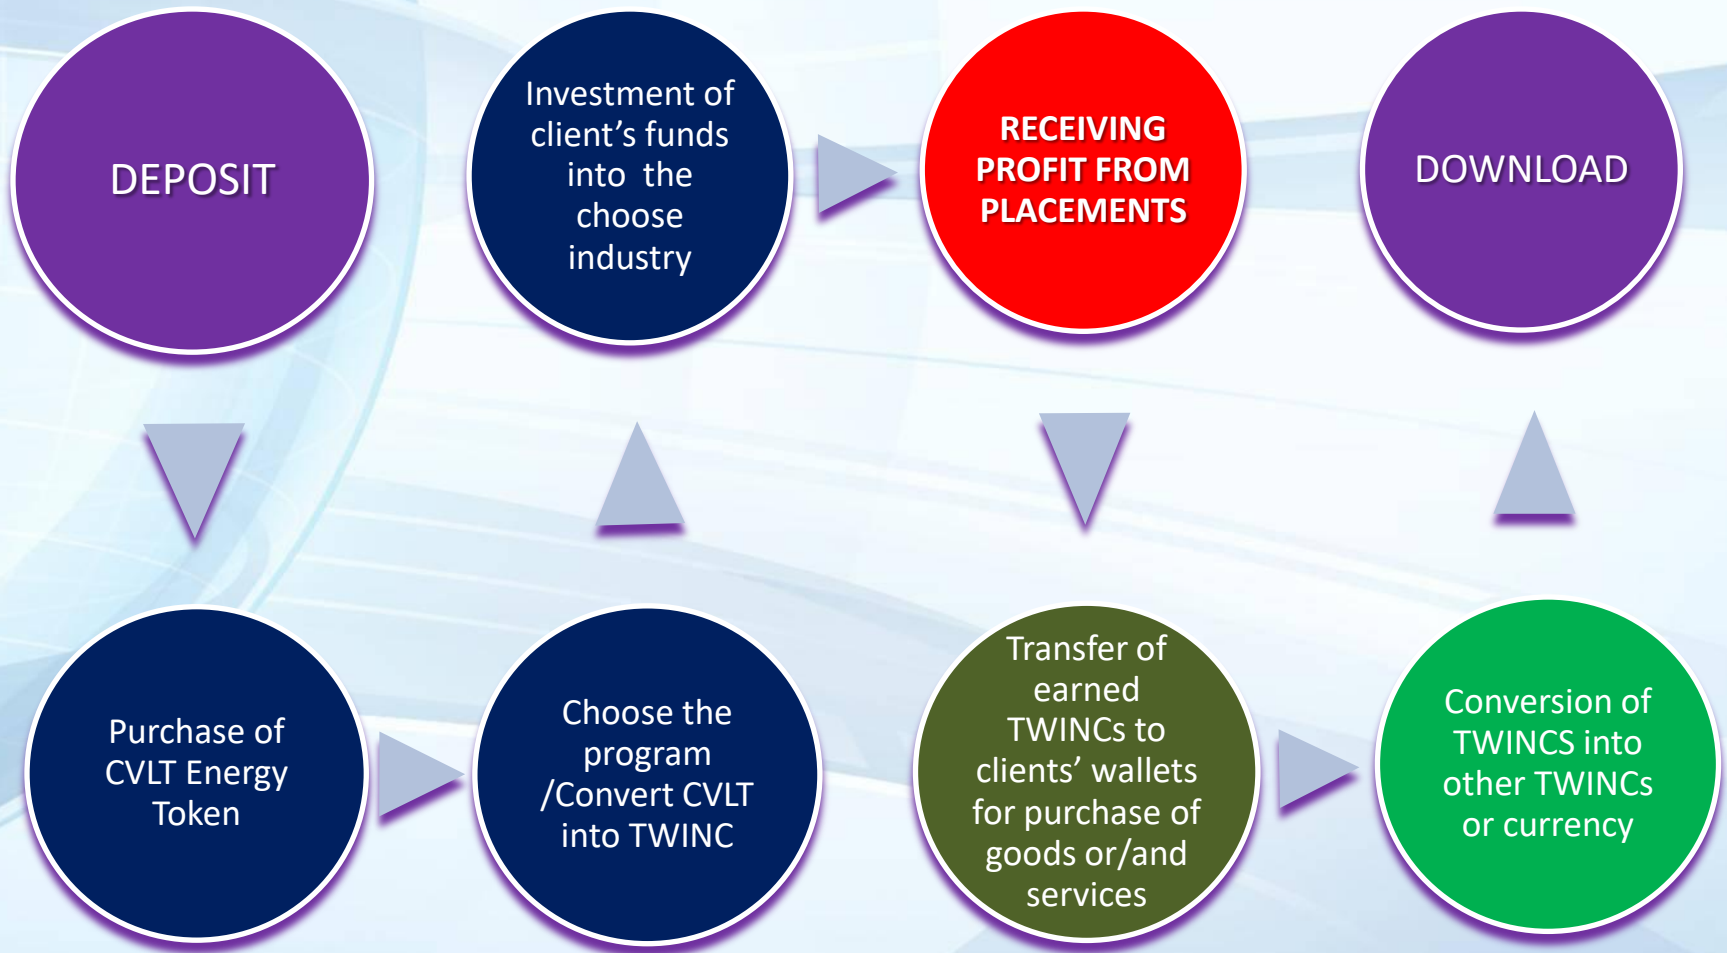 DEPOSIT
Investment of
client’s funds
into  the
choose
industry
RECEIVING
PROFIT FROM
PLACEMENTS
DOWNLOAD
Purchase of
CVLT Energy
Token
Choose the
program
/Convert CVLT
into TWINC
Transfer of
earned
TWINCs to
clients’ wallets
for purchase of
goods or/and
services
Conversion of
TWINCS into
other TWINCs
or currency